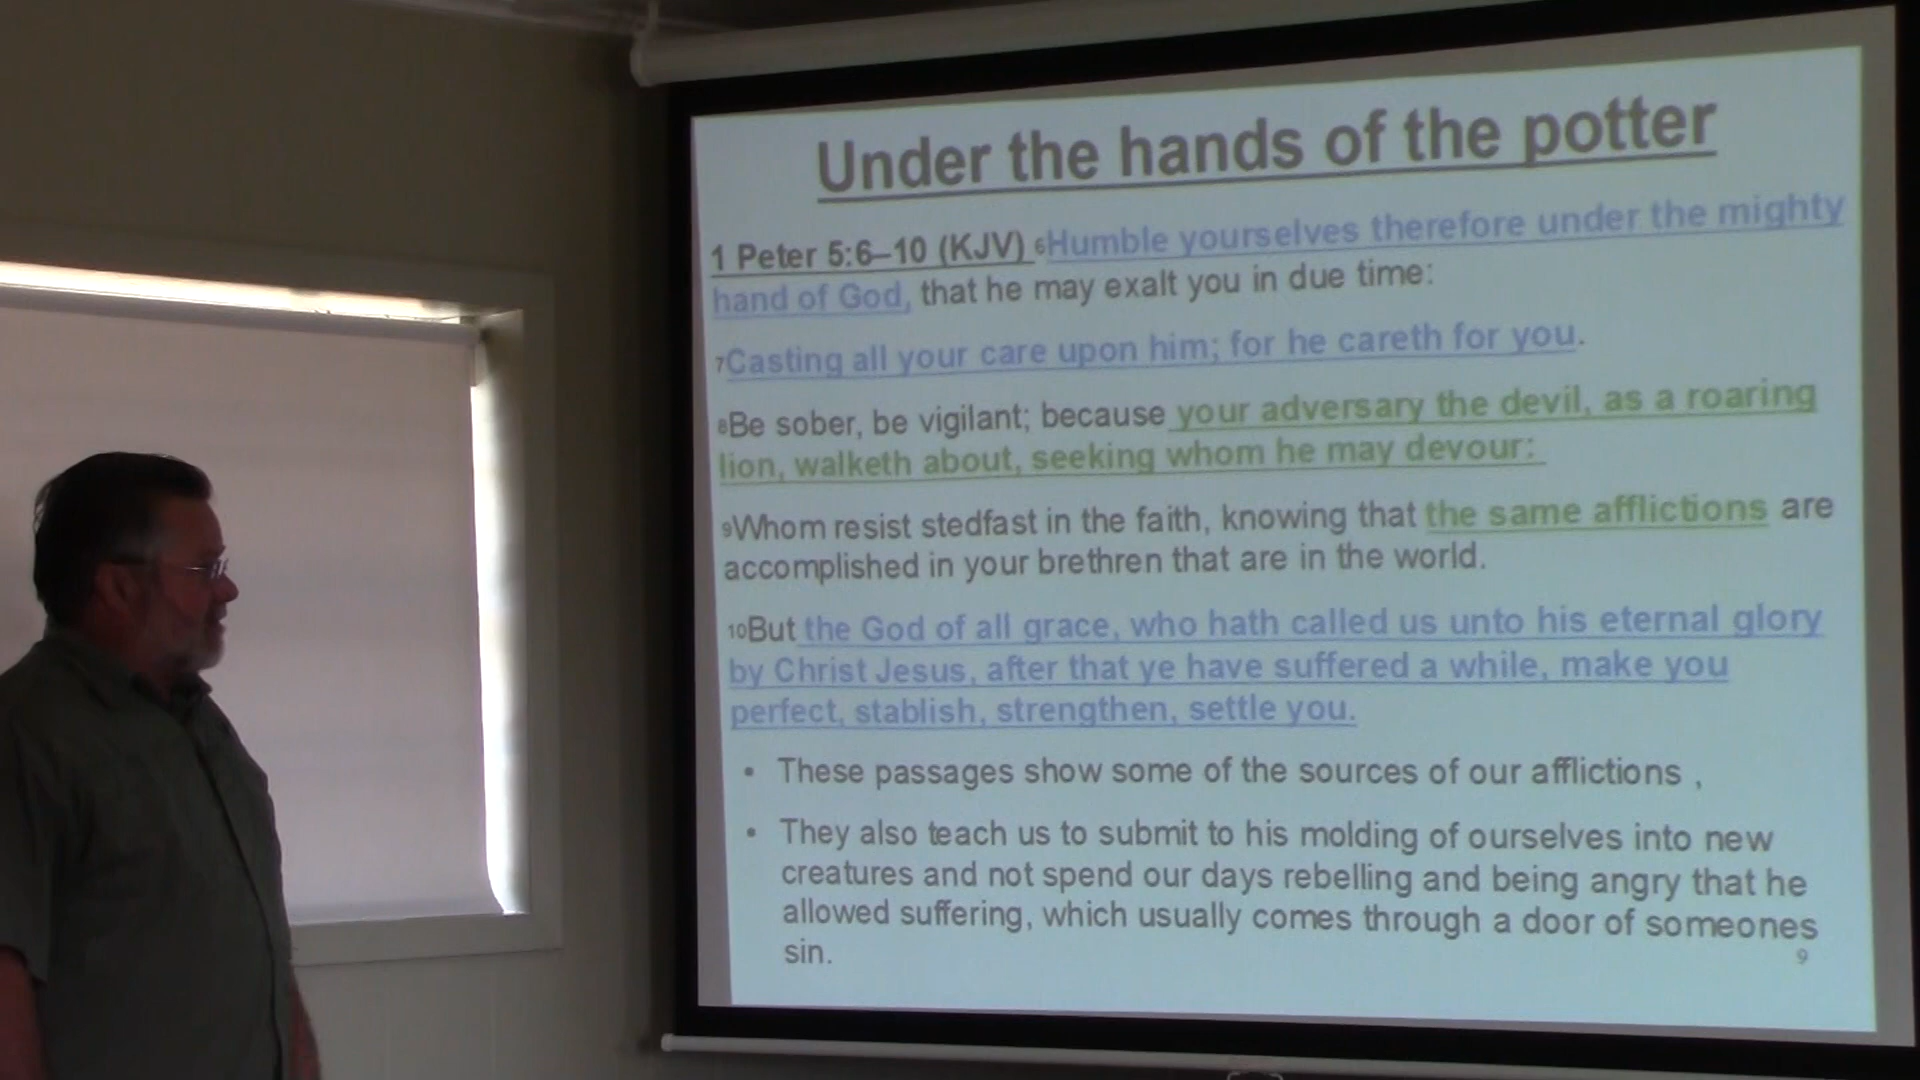 Under the hands of the potter
1 Peter 5:6–10 (KJV) 6Humble yourselves therefore under the mighty
hand of God, that he may exalt you in due time:
7Casting all your care upon him; for he careth for you.
8Be sober, be vigilant; because your adversary the devil, as a roaring
lion, walketh about, seeking whom he may devour:
9Whom resist stedfast in the faith, knowing that the same afflictions are
accomplished in your brethren that are in the world.
10But the God of all grace, who hath called us unto his eternal glory
by Christ Jesus, after that ye have suffered a while, make you
perfect, stablish, strengthen, settle you.
• These passages show some of the sources of our afflictions ,
• They also teach us to submit to his molding of ourselves into new
creatures and not spend our days rebelling and being angry that he
allowed suffering, which usually comes through a door of someones
sin.
9